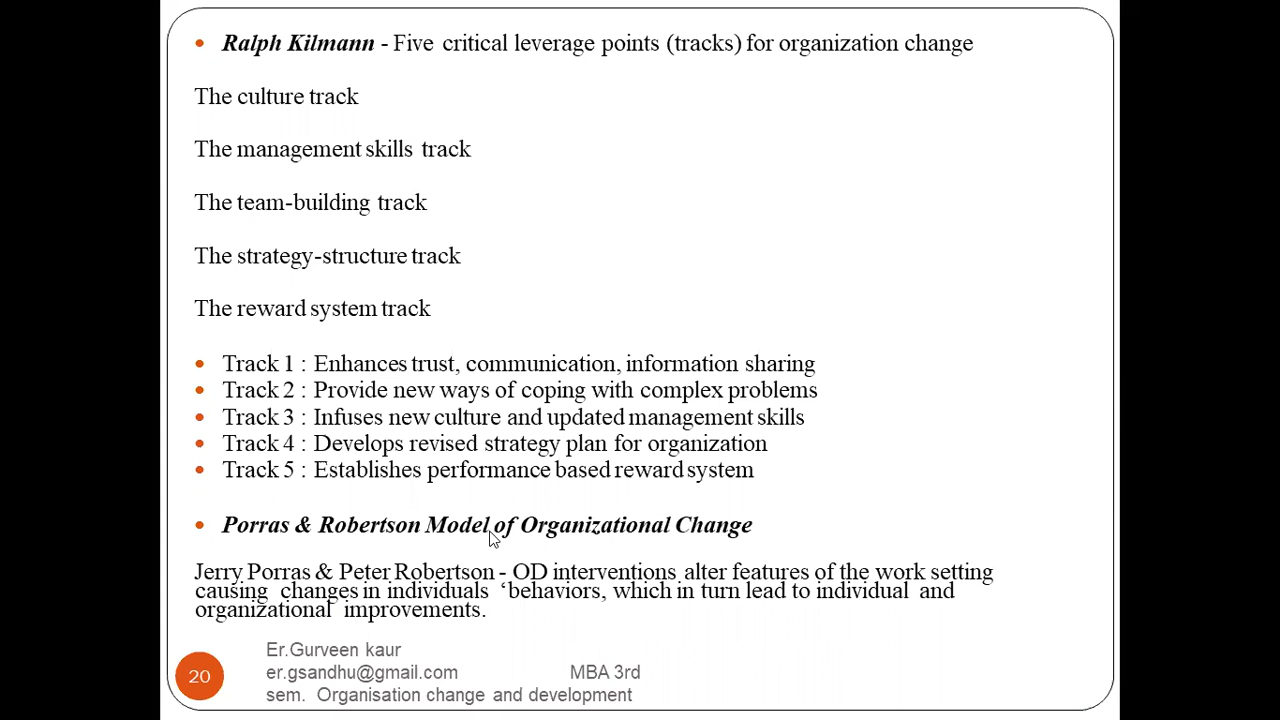 Ralph Kilmann - Five critical leverage points (tracks) for organization change
The culture track
The management skills track
The team-building track
The strategy-structure track
The reward system track
Track 1 : Enhances trust, communication, information sharing
Track 2 : Provide new ways of coping with complex problems
Track 3 : Infuses new culture and updated management skills
Track 4 : Develops revised strategy plan for organization
Track 5 : Establishes performance based reward system
Porras & Robertson Model of Organizational Change
Jerry Porras & Peter Robertson - OD interventions alter features of the work setting
causing changes in individuals ‘behaviors, which in turn lead to individual and
organizational improvements.
Er.Gurveen kaur
er.gsandhu@gmail.com MBA 3rd
sem. Organisation change and development
20